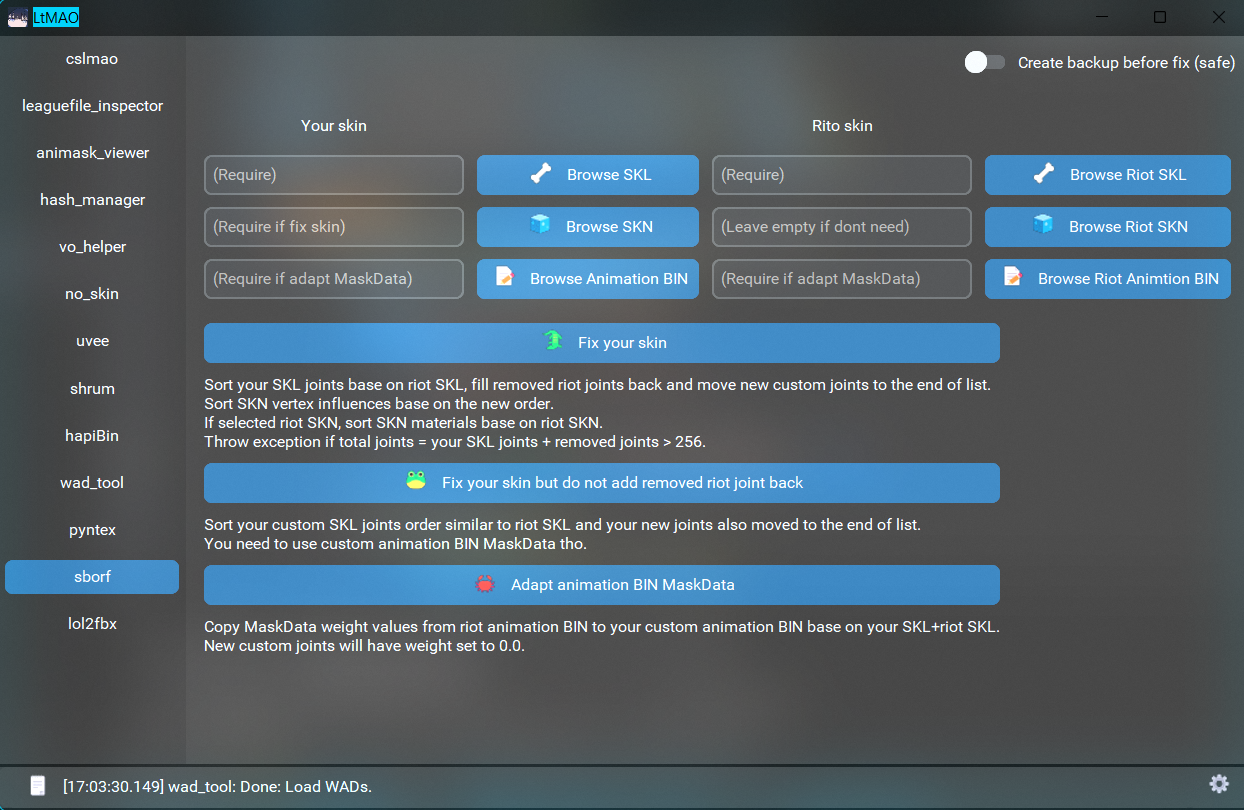 LtMAO
cslmao
leaguefile_inspector
animask_viewer
hash_manager
vo_helper
no_skin
uvee
shrum
hapiBin
wad_tool
pyntex
sborf
lol2fbx
Create backup before fix (safe)
Your skin
Rito skin
(Require)
Browse SKL
(Require)
Browse Riot SKL
(Require if fix skin)
Browse SKN
(Leave empty if dont need)
Browse Riot SKN
(Require if adapt MaskData)
Browse Animation BIN
(Require if adapt MaskData)
Browse Riot Animtion BIN
Fix your skin
Sort your SKL joints base on riot SKL, fill removed riot joints back and move new custom joints to the end of list.
Sort SKN vertex influences base on the new order.
If selected riot SKN, sort SKN materials base on riot SKN.
Throw exception if total joints = your SKL joints + removed joints > 256.
Fix your skin but do not add removed riot joint back
Sort your custom SKL joints order similar to riot SKL and your new joints also moved to the end of list.
You need to use custom animation BIN MaskData tho.
Adapt animation BIN MaskData
Copy MaskData weight values from riot animation BIN to your custom animation BIN base on your SKL+riot SKL.
New custom joints will have weight set to 0.0.
[17:03:30.149] wad_tool: Done: Load WADs.